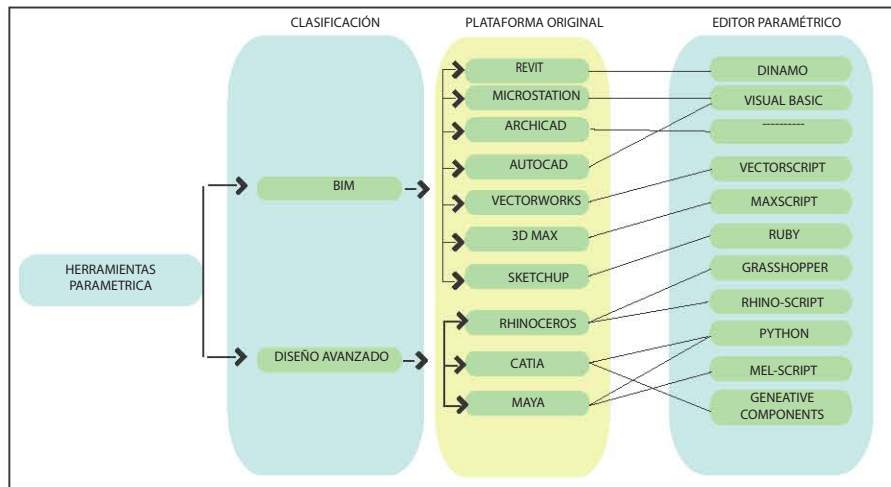 CLASIFICACIÓN
PLATAFORMA ORIGINAL
EDITOR PARAMÉTRICO
HERRAMIENTAS
PARAMETRICA
BIM
DISEÑO AVANZADO
REVIT
MICROSTATION
ARCHICAD
AUTOCAD
VECTORWORKS
3D MAX
SKETCHUP
RHINOCEROS
CATIA
MAYA
DINAMO
VISUAL BASIC
----------
VECTORSCRIPT
MAXSCRIPT
RUBY
GRASSHOPPER
RHINO-SCRIPT
PYTHON
MEL-SCRIPT
GENEATIVE
COMPONENTS